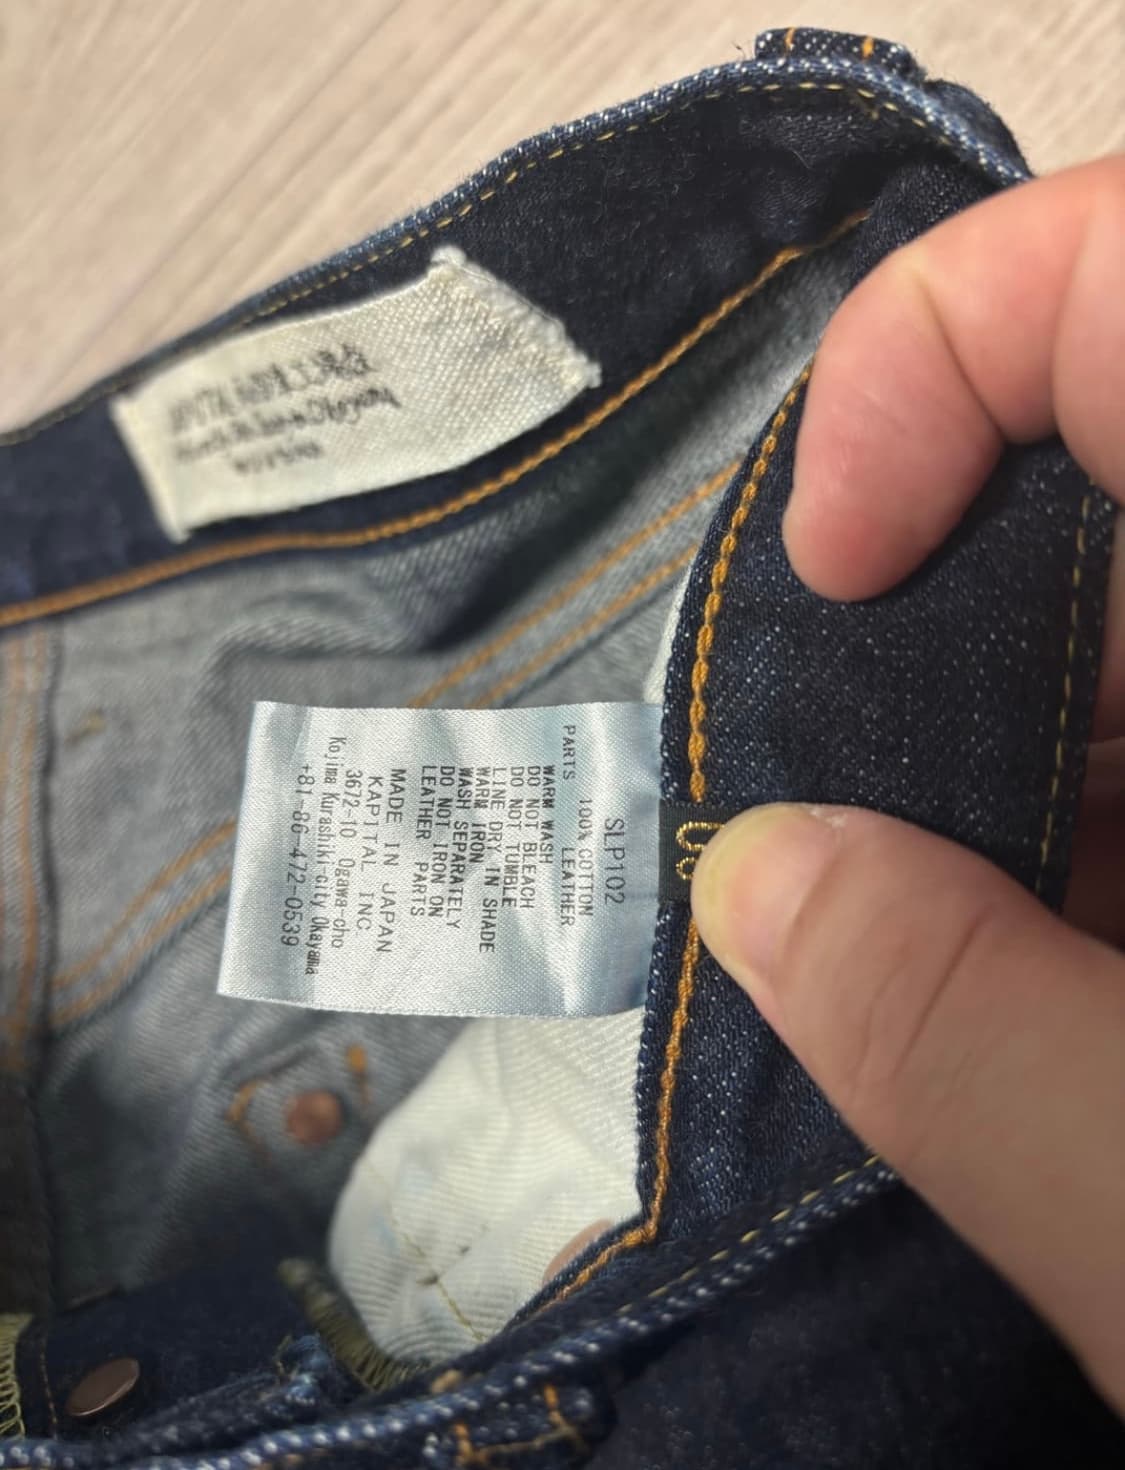 SLP102
100% COTTON
PARTS LEATHER
WARM WASH
DO NOT BLEACH
DO NOT TUMBLE
LINE DRY IN SHADE
WARM IRON
WASH SEPARATELY
DO NOT IRON ON
LEATHER PARTS
MADE IN JAPAN
KAPITAL INC.
3672-10 Ogawa-cho
Kojima Kurashiki-city Okayama
+81-86-472-0539